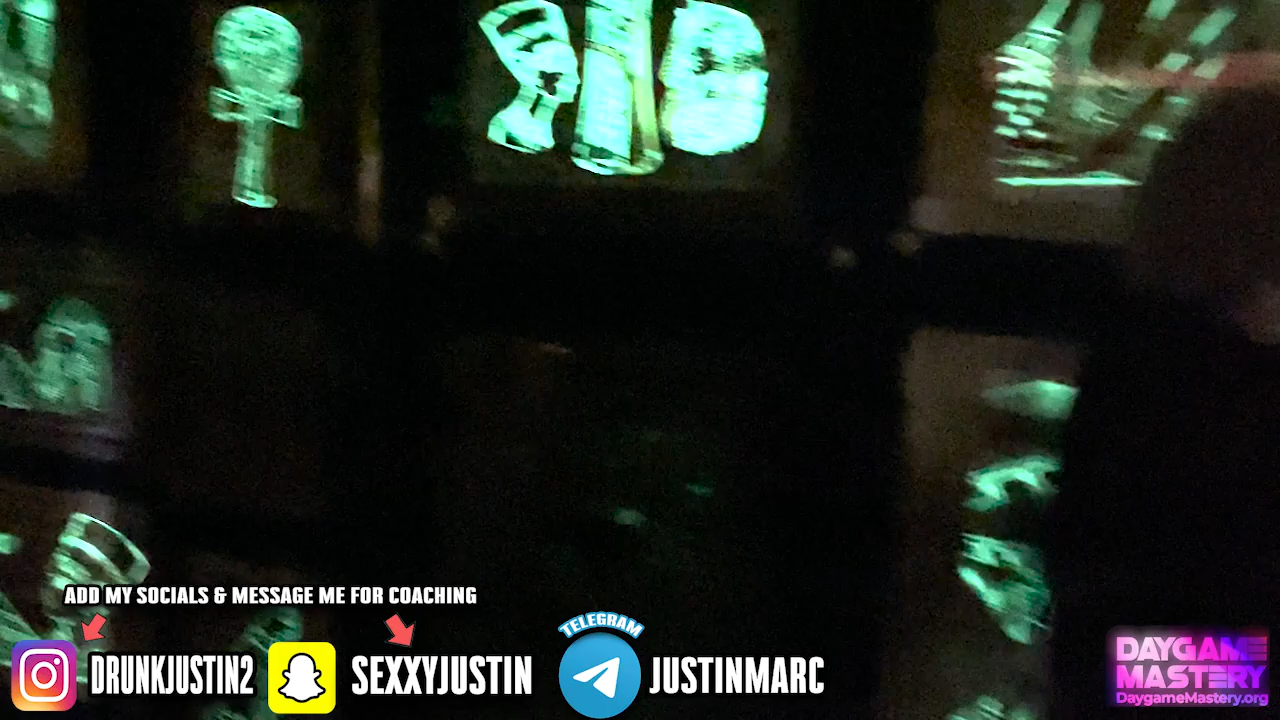 ADD MY SOCIALS & MESSAGE ME FOR COACHING
TELEGRAM
DRUNKJUSTIN2
SEXXYJUSTIN
JUSTINMARC
DAYGAME
MASTERY
DaygameMastery.org